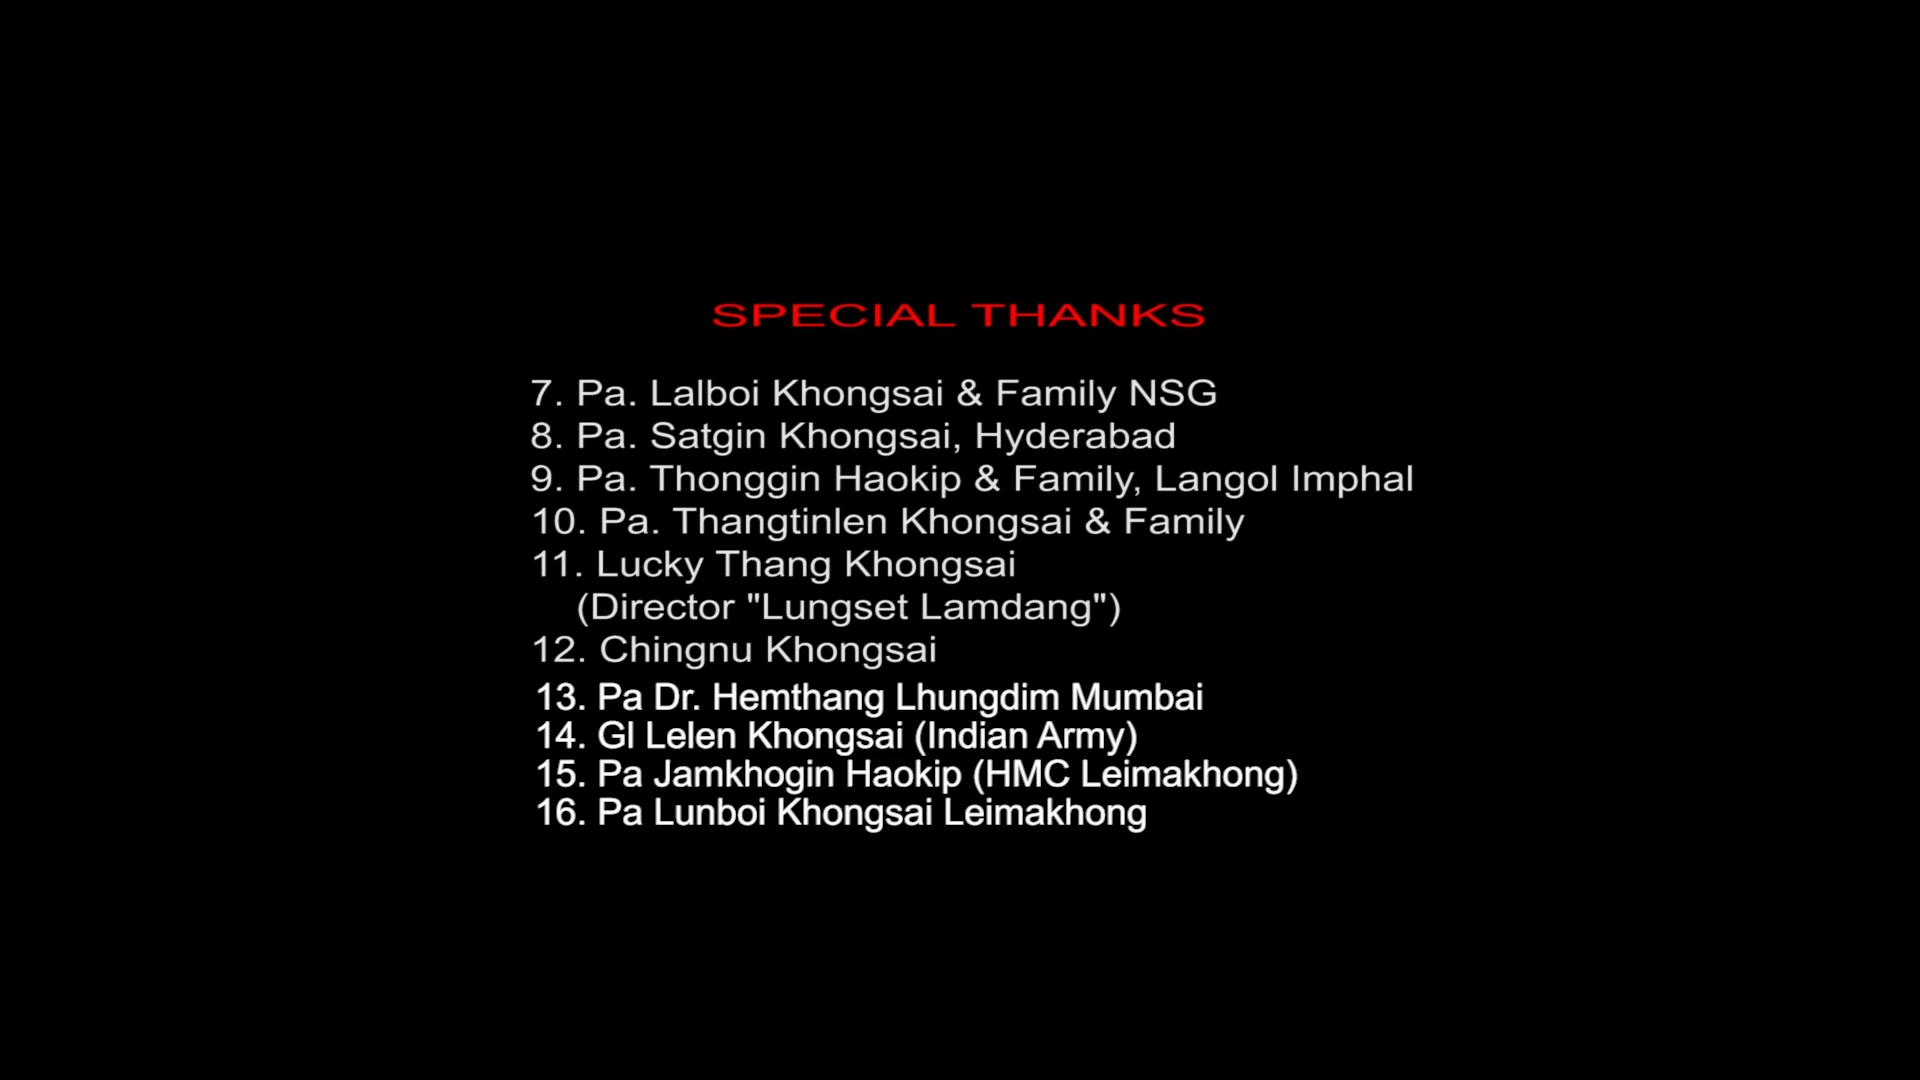 SPECIAL THANKS
7. Pa. Lalboi Khongsai & Family NSG
8. Pa. Satgin Khongsai, Hyderabad
9. Pa. Thonggin Haokip & Family, Langol Imphal
10. Pa. Thangtinlen Khongsai & Family
11. Lucky Thang Khongsai
(Director "Lungset Lamdang")
12. Chingnu Khongsai
13. Pa Dr. Hemthang Lhungdim Mumbai
14. Gl Lelen Khongsai (Indian Army)
15. Pa Jamkhogin Haokip (HMC Leimakhong)
16. Pa Lunboi Khongsai Leimakhong